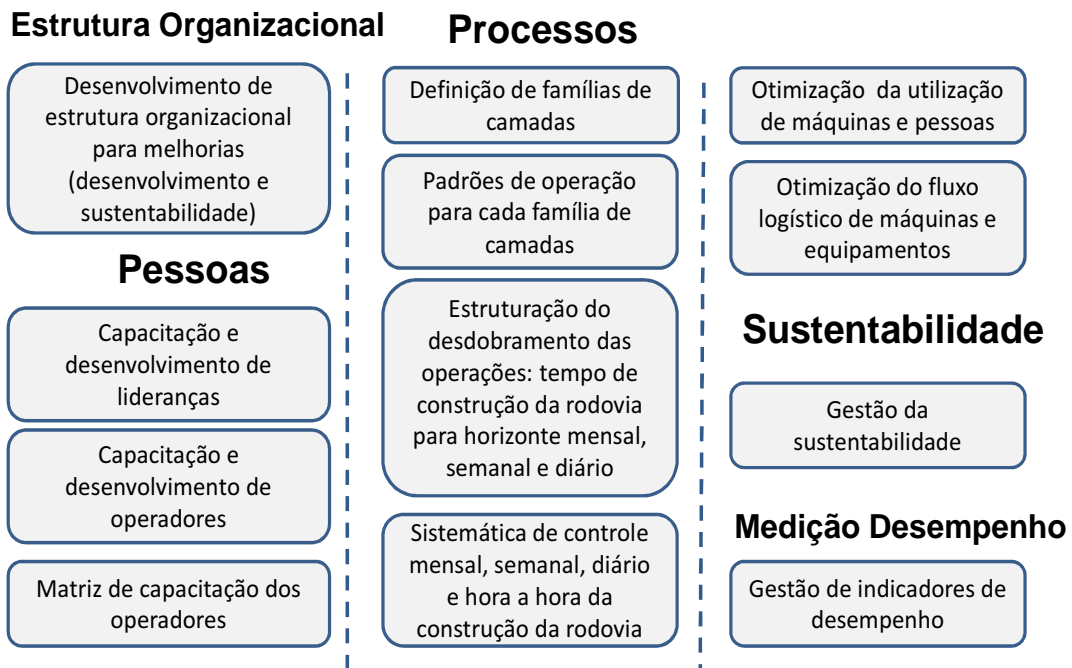 Estrutura Organizacional
Desenvolvimento de
estrutura organizacional
para melhorias
(desenvolvimento e
sustentabilidade)
Pessoas
Capacitação e
desenvolvimento de
lideranças
Capacitação e
desenvolvimento de
operadores
Matriz de capacitação dos
operadores
Processos
Definição de famílias de
camadas
Padrões de operação
para cada família de
camadas
Estruturação do
desdobramento das
operações: tempo de
construção da rodovia
para horizonte mensal,
semanal e diário
Sistemática de controle
mensal, semanal, diário
e hora a hora da
construção da rodovia
Otimização da utilização
de máquinas e pessoas
Otimização do fluxo
logístico de máquinas e
equipamentos
Sustentabilidade
Gestão da
sustentabilidade
Medição Desempenho
Gestão de indicadores de
desempenho